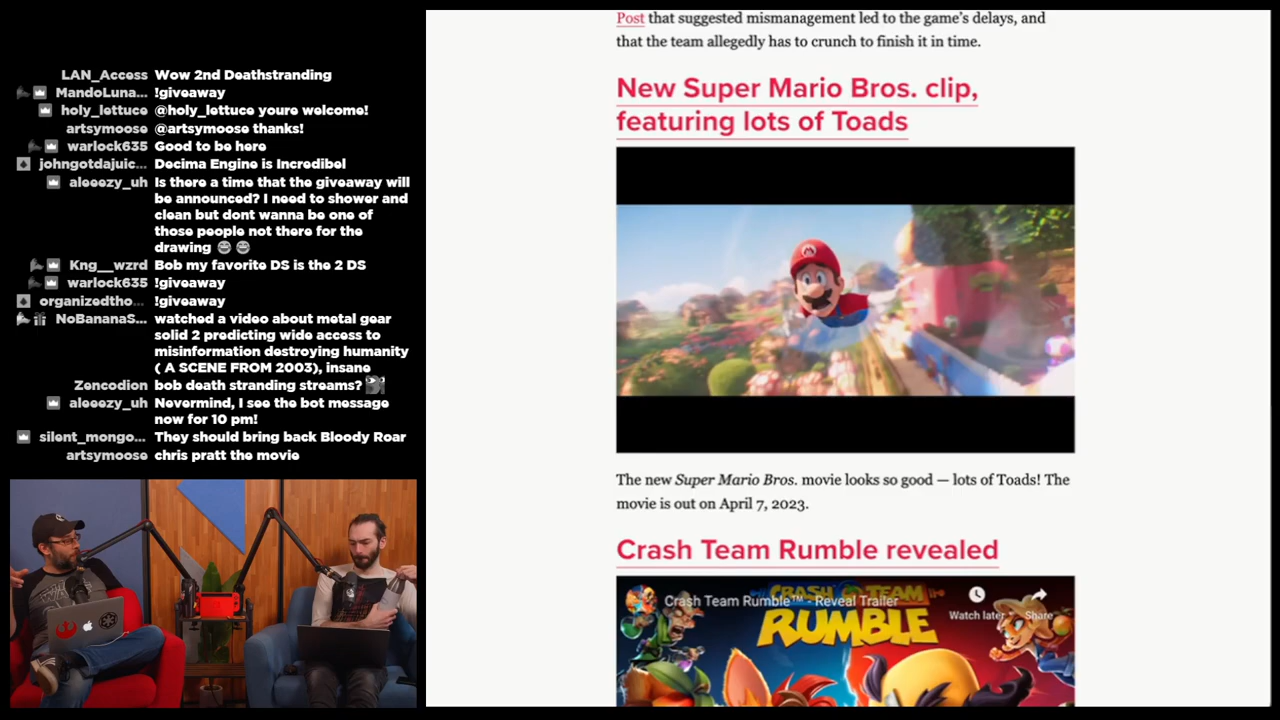 LAN_Access Wow 2nd Deathstranding
MandoLuna... !giveaway
holy_lettuce @holy_lettuce youre welcome!
artsymoose @artsymoose thanks!
warlock635 Good to be here
johngotdajuic... Decima Engine is Incredibel
aleeezy_uh Is there a time that the giveaway will
be announced? I need to shower and
clean but dont wanna be one of
those people not there for the
drawing
Kng__wzrd Bob my favorite DS is the 2 DS
warlock635 !giveaway
organizedtho... !giveaway
NoBananaS... watched a video about metal gear
solid 2 predicting wide access to
misinformation destroying humanity
( A SCENE FROM 2003), insane
Zencodion bob death stranding streams?
aleeezy_uh Nevermind, I see the bot message
now for 10 pm!
silent_mongo... They should bring back Bloody Roar
artsymoose chris pratt the movie
Post that suggested mismanagement led to the game's delays, and
that the team allegedly has to crunch to finish it in time.
New Super Mario Bros. clip,
featuring lots of Toads
The new Super Mario Bros. movie looks so good — lots of Toads! The
movie is out on April 7, 2023.
Crash Team Rumble revealed
Crash Team Rumble™ - Reveal Trailer
Watch later
Share
CRASH TEAM
RUMBLE